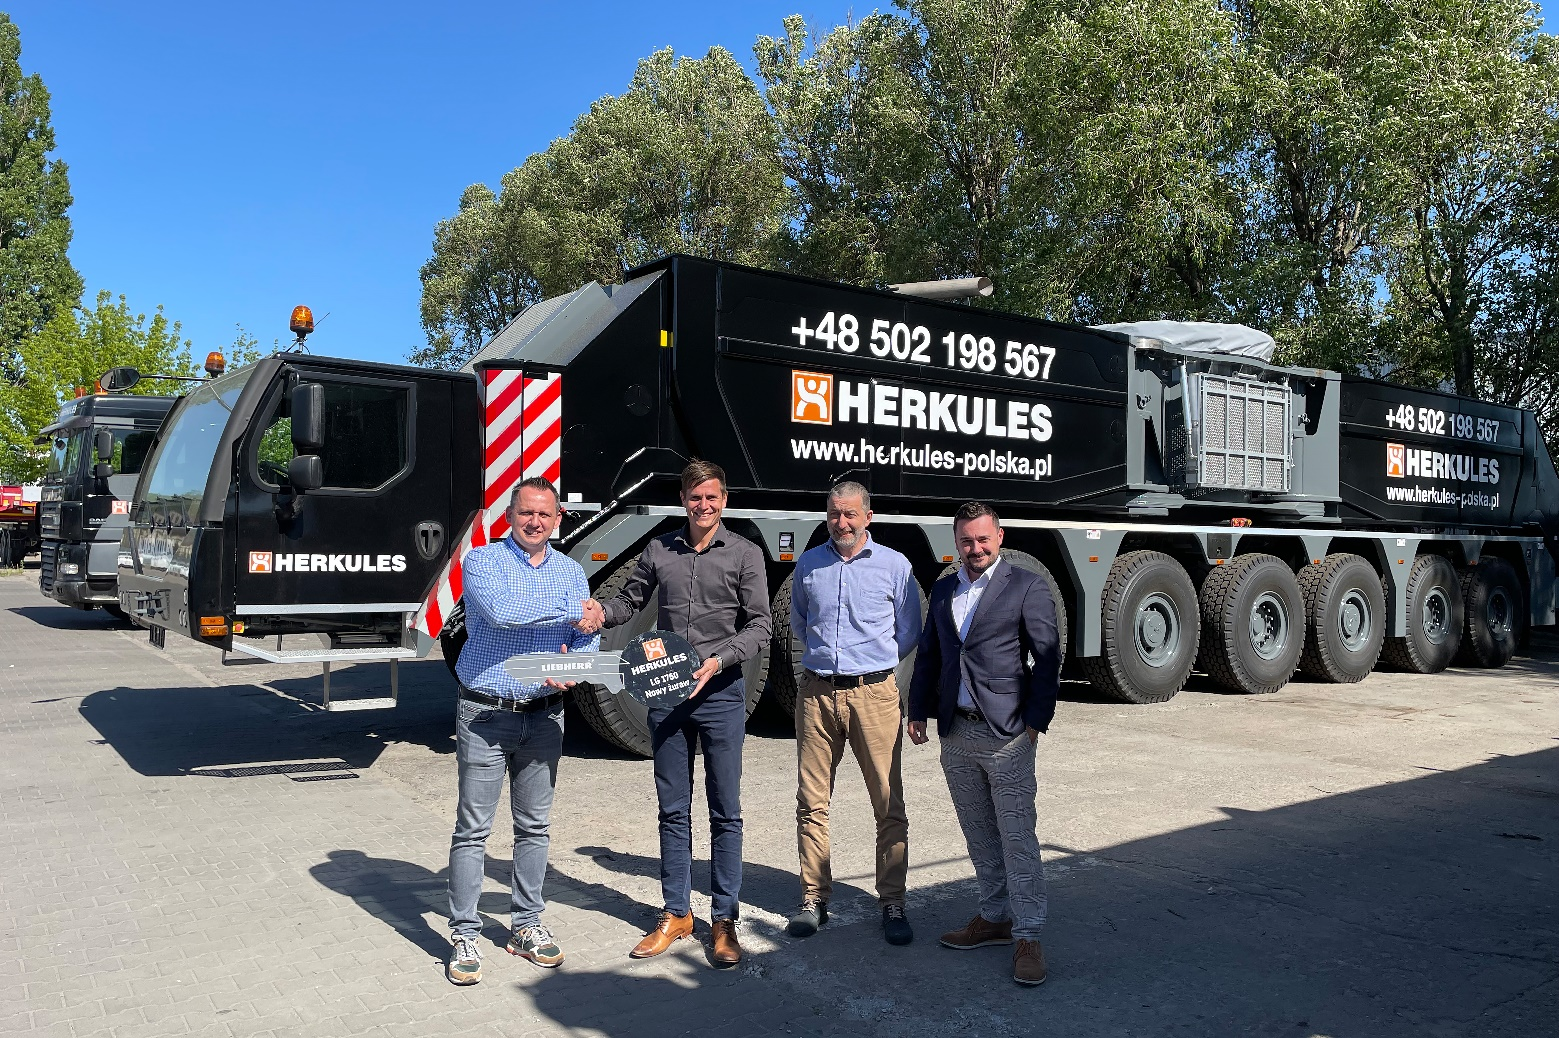 +48 502 198 567
HERKULES
www.herkules-polska.pl
+48 502 198 567
HERKULES
www.herkules-polska.pl
HERKULES
LIEBHERR
HERKULES
LG 1750
Nowy Żuraw